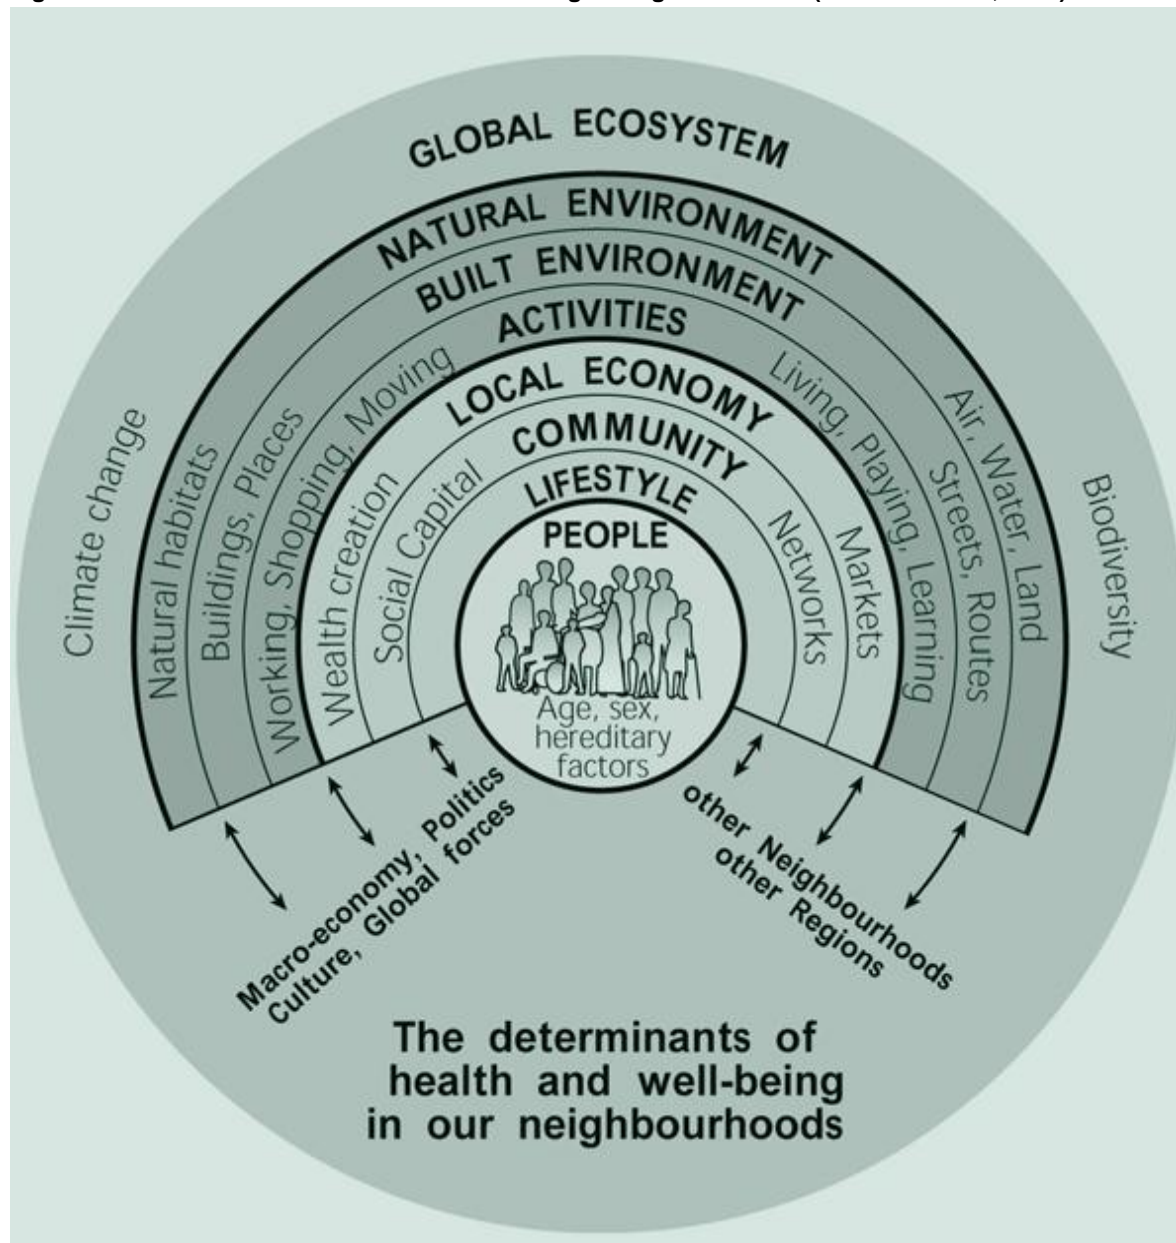 GLOBAL ECOSYSTEM
NATURAL ENVIRONMENT
BUILT ENVIRONMENT
ACTIVITIES
LOCAL ECONOMY
COMMUNITY
LIFESTYLE
PEOPLE
Age, sex,
hereditary
factors
Climate change
Natural habitats
Buildings, Places
Working, Shopping, Moving
Wealth creation
Social Capital
Networks
Markets
Living, Playing, Learning
Streets, Routes
Air, Water, Land
Biodiversity
Macro-economy, Politics
Culture, Global forces
other Neighbourhoods
other Regions
The determinants of
health and well-being
in our neighbourhoods